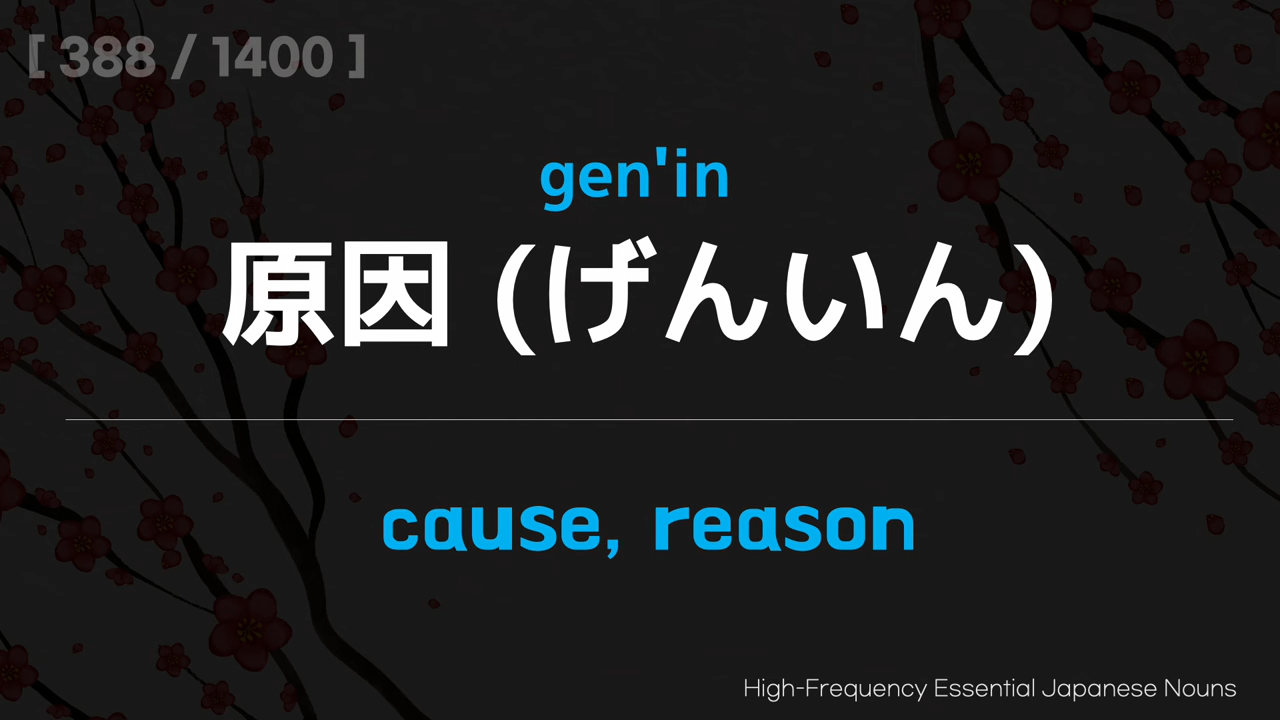 [ 388 / 1400 ]
gen'in
原因 (げんいん)
cause, reason
High-Frequency Essential Japanese Nouns